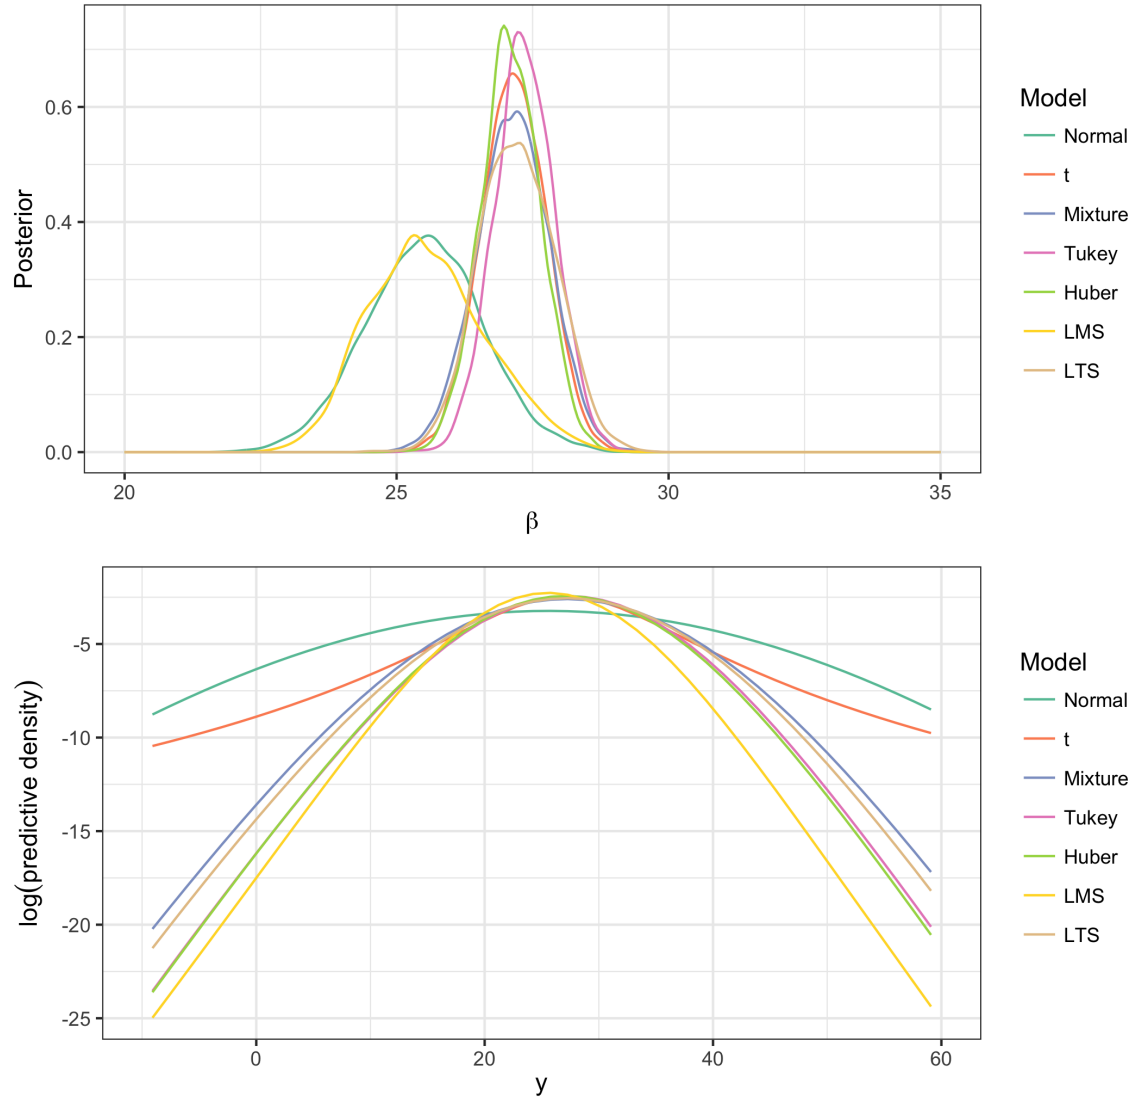 Posterior
0.6
0.4
0.2
0.0
20 25 30 35
β
Model
Normal
t
Mixture
Tukey
Huber
LMS
LTS
log(predictive density)
-5
-10
-15
-20
-25
0 20 40 60
y
Model
Normal
t
Mixture
Tukey
Huber
LMS
LTS